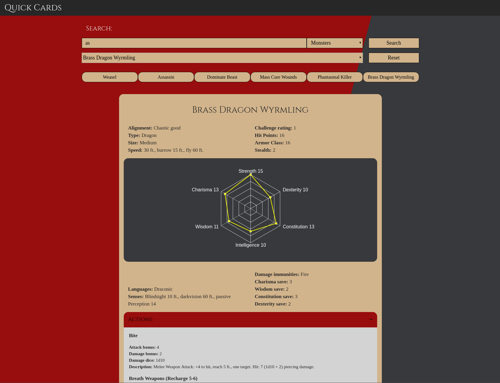 Quick Cards
Search:
as
Monsters
Search
Brass Dragon Wyrmling
Reset
Weasel
Assassin
Dominate Beast
Mass Cure Wounds
Phantasmal Killer
Brass Dragon Wyrmling
Brass Dragon Wyrmling
Alignment: Chaotic good
Type: Dragon
Size: Medium
Speed: 30 ft., burrow 15 ft., fly 60 ft.
Challenge rating: 1
Hit Points: 16
Armor Class: 16
Stealth: 2
Strength 15
Dexterity 10
Constitution 13
Intelligence 10
Wisdom 11
Charisma 13
Languages: Draconic
Senses: Blindsight 10 ft., darkvision 60 ft., passive
Perception 14
Damage immunities: Fire
Charisma save: 3
Wisdom save: 2
Constitution save: 3
Dexterity save: 2
Actions
Bite
Attack bonus: 4
Damage bonus: 2
Damage dice: 1d10
Description: Melee Weapon Attack: +4 to hit, reach 5 ft., one target. Hit: 7 (1d10 + 2) piercing damage.
Breath Weapons (Recharge 5-6)